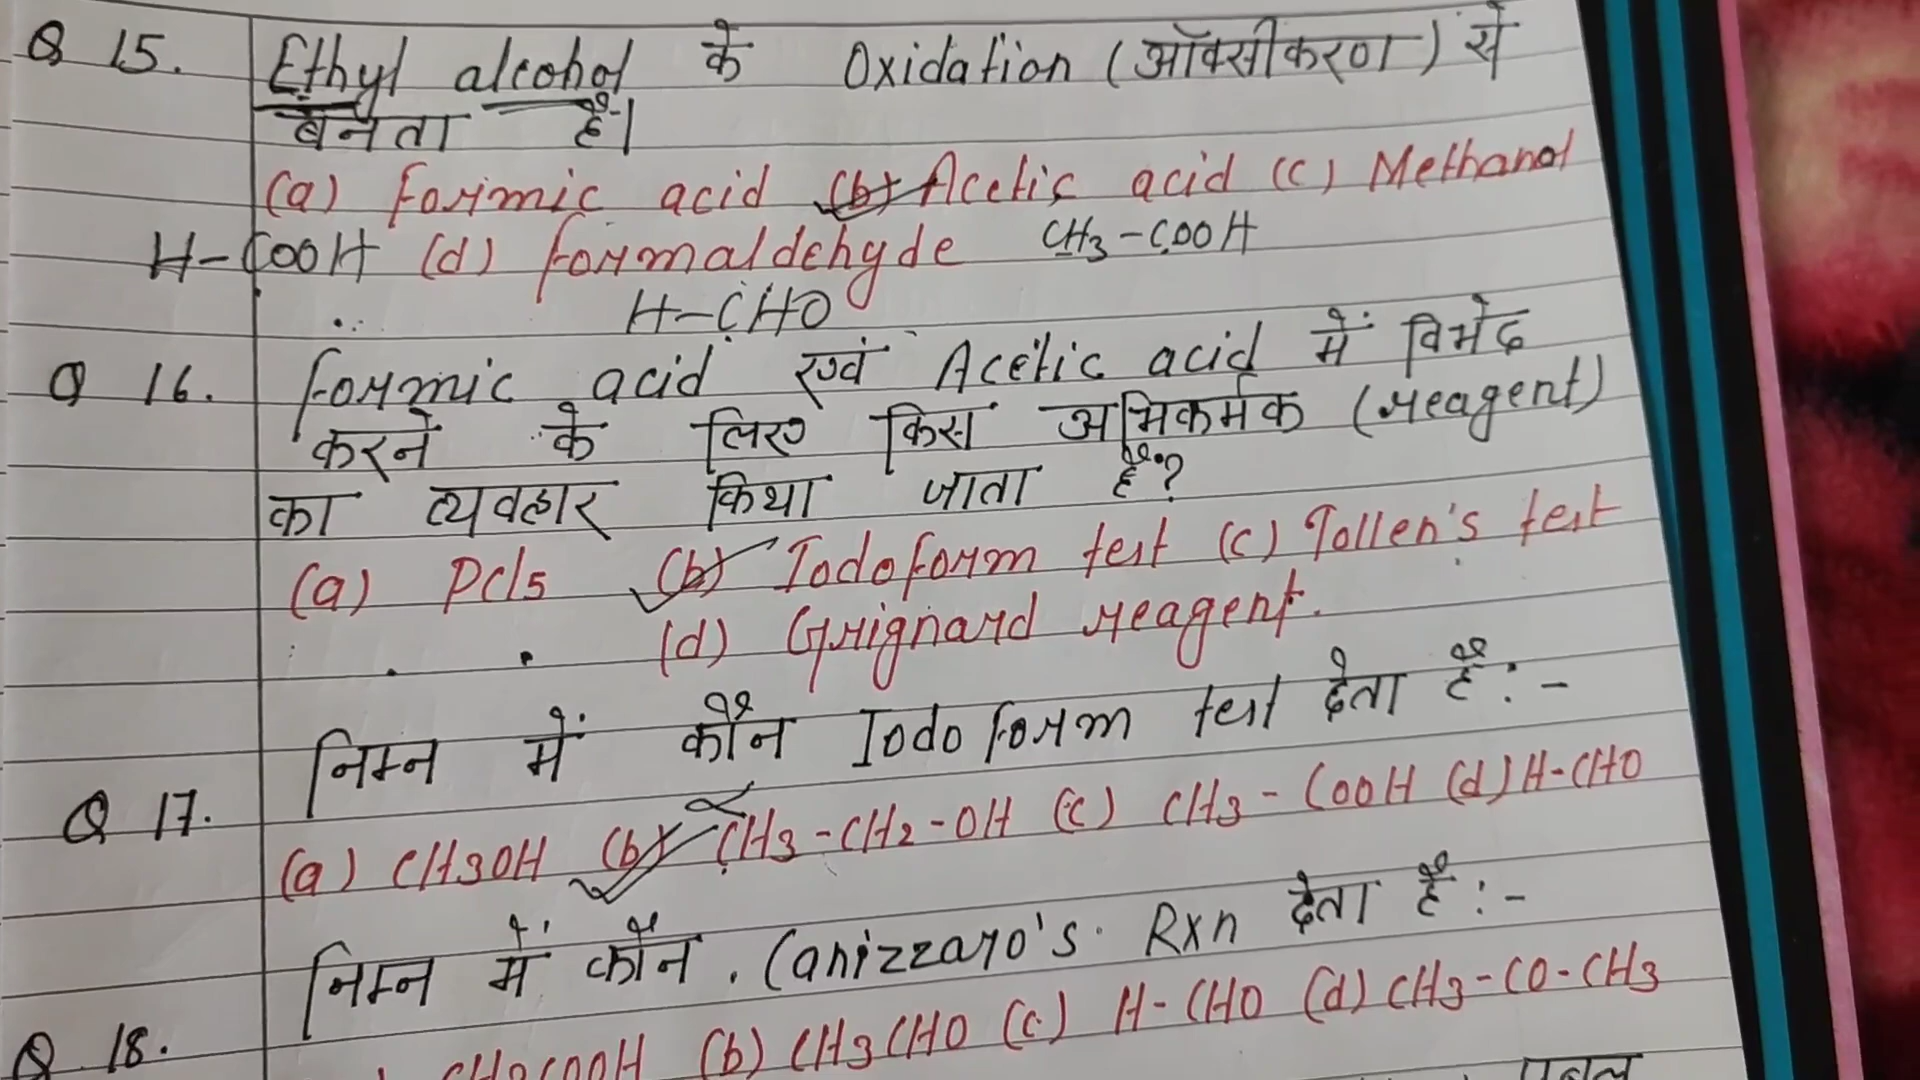 Q 15. Ethyl alcohol के Oxidation (ऑक्सीकरण) से
बनता है।
(a) Formic acid (b) Acetic acid (c) Methanol
H-COOH (d) formaldehyde CH3-COOH
H-CHO
Q 16. formic acid एवं Acetic acid में विभेद
करने के लिए किस अभिकर्मक (reagent)
का व्यवहार किया जाता है?
(a) PCl5 (b) Iodoform test (c) Tollen's test
(d) Grignard reagent.
निम्न में कौन Iodoform test देता है :-
Q 17.
(a) CH3OH (b) CH3-CH2-OH (c) CH3-COOH (d) H-CHO
निम्न में कौन. Canizzaro's. Rxn देता है :-
Q 18.
CH3COOH (b) CH3CHO (c) H-CHO (d) CH3-CO-CH3